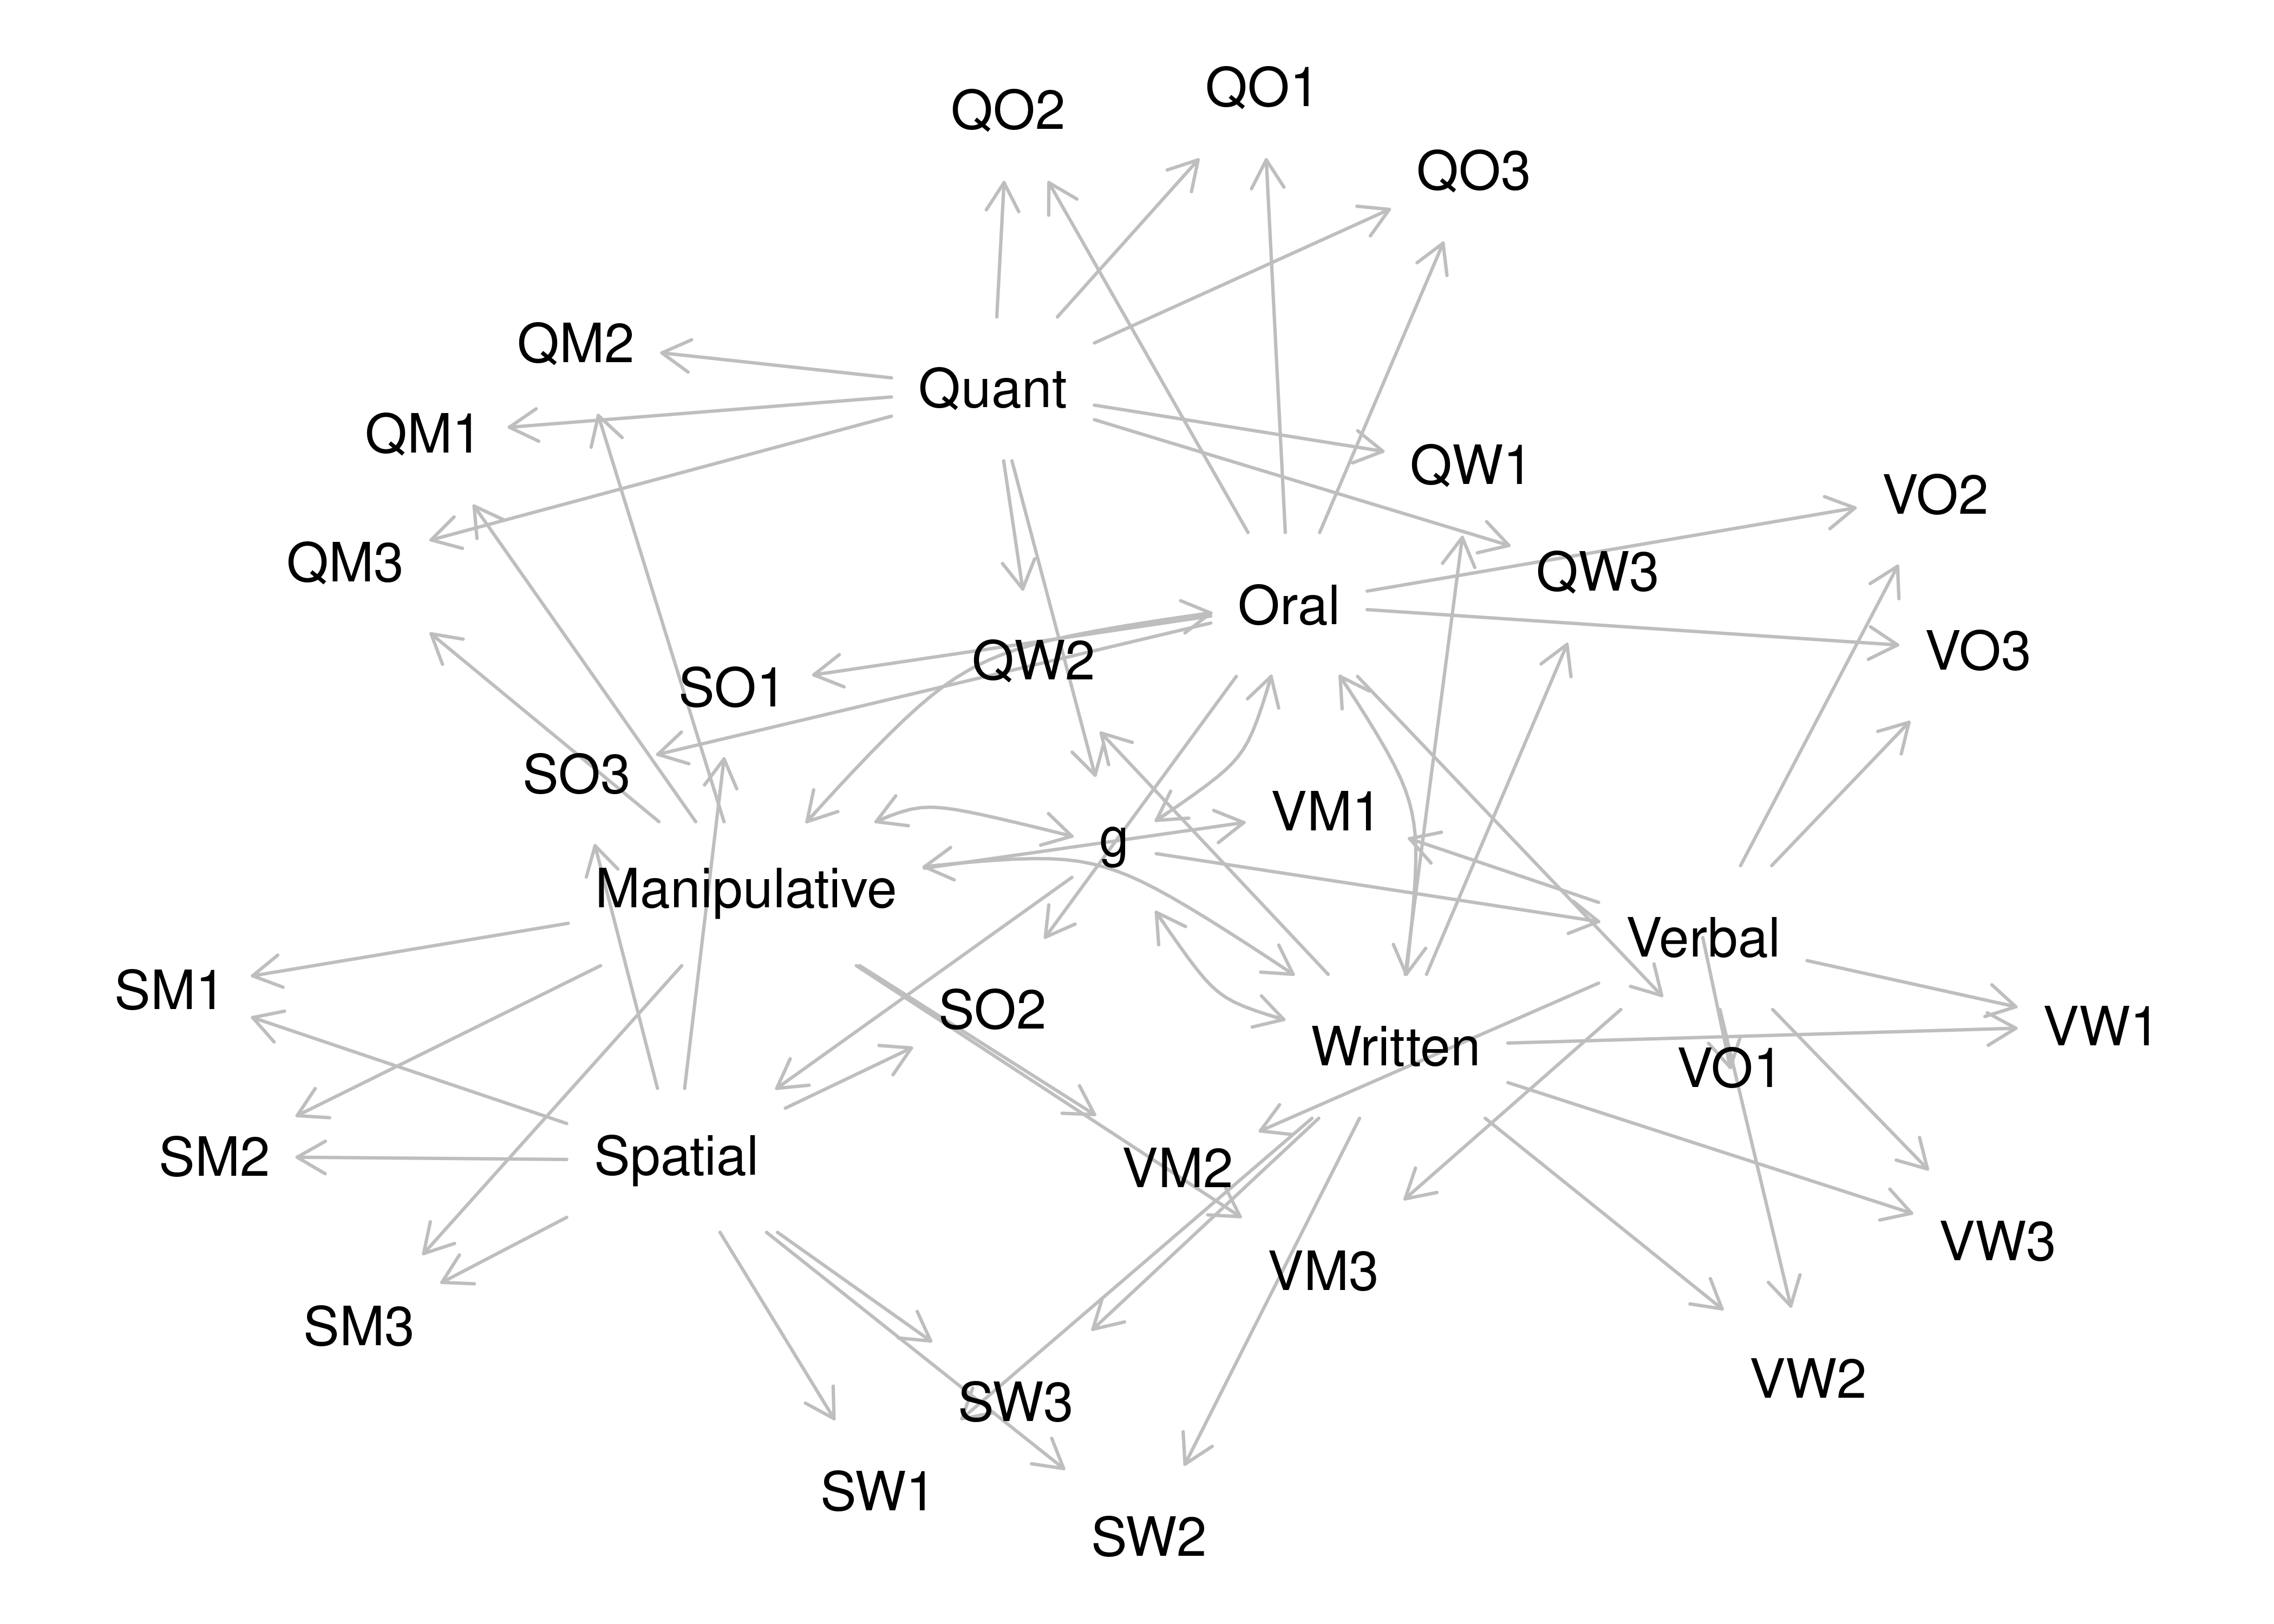 QO1
QO2
QO3
QM2
Quant
QM1
QW1
VO2
QM3
QW3
Oral
VO3
QW2
SO1
SO3
VM1
g
Manipulative
Verbal
SM1
SO2
VW1
Written
VO1
SM2
Spatial
VM2
VW3
VM3
SM3
VW2
SW3
SW1
SW2